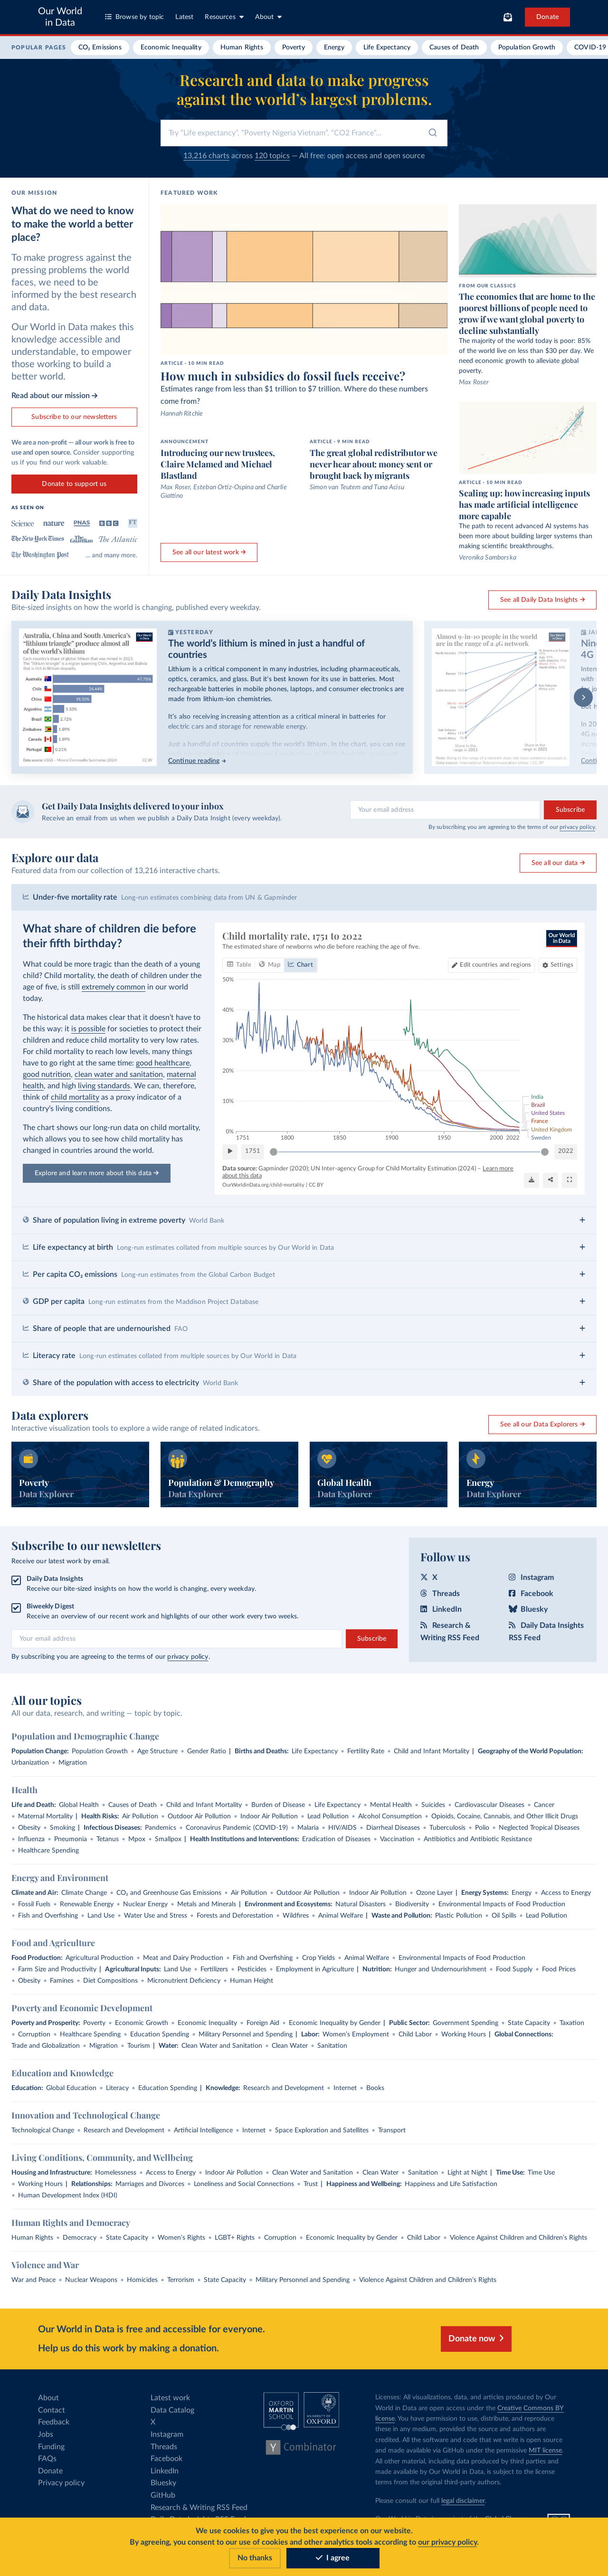 Our World
in Data
Browse by topic
Latest
Resources
About
Donate
POPULAR PAGES
CO₂ Emissions
Economic Inequality
Human Rights
Poverty
Energy
Life Expectancy
Causes of Death
Population Growth
COVID-19
Research and data to make progress
against the world’s largest problems.
Try "Life expectancy", "Poverty Nigeria Vietnam", "CO2 France"...
13,216 charts across 120 topics — All free: open access and open source
OUR MISSION
What do we need to know
to make the world a better
place?
To make progress against the
pressing problems the world
faces, we need to be
informed by the best research
and data.
Our World in Data makes this
knowledge accessible and
understandable, to empower
those working to build a
better world.
Read about our mission →
Subscribe to our newsletters
We are a non-profit — all our work is free to
use and open source. Consider supporting
us if you find our work valuable.
Donate to support us
AS SEEN ON
Science
nature
PNAS
BBC
FT
The New York Times
The Guardian
The Atlantic
The Washington Post
... and many more.
FEATURED WORK
ARTICLE - 10 MIN READ
How much in subsidies do fossil fuels receive?
Estimates range from less than $1 trillion to $7 trillion. Where do these numbers
come from?
Hannah Ritchie
ANNOUNCEMENT
Introducing our new trustees,
Claire Melamed and Michael
Blastland
Max Roser, Esteban Ortiz-Ospina and Charlie
Giattino
ARTICLE - 9 MIN READ
The great global redistributor we
never hear about: money sent or
brought back by migrants
Simon van Teutem and Tuna Acisu
See all our latest work →
FROM OUR CLASSICS
The economies that are home to the
poorest billions of people need to
grow if we want global poverty to
decline substantially
The majority of the world today is poor: 85%
of the world live on less than $30 per day. We
need economic growth to alleviate global
poverty.
Max Roser
ARTICLE - 10 MIN READ
Scaling up: how increasing inputs
has made artificial intelligence
more capable
The path to recent advanced AI systems has
been more about building larger systems than
making scientific breakthroughs.
Veronika Samborska
Daily Data Insights
Bite-sized insights on how the world is changing, published every weekday.
See all Daily Data Insights →
Australia, China and South America's
"lithium triangle" produce almost all
of the world's lithium
Australia
Chile
China
Argentina
Brazil
Zimbabwe
Canada
Portugal
YESTERDAY
The world’s lithium is mined in just a handful of
countries
Lithium is a critical component in many industries, including pharmaceuticals,
optics, ceramics, and glass. But it’s best known for its use in batteries. Most
rechargeable batteries in mobile phones, laptops, and consumer electronics are
made from lithium-ion chemistries.
It’s also receiving increasing attention as a critical mineral in batteries for
electric cars and storage for renewable energy.
Just a handful of countries supply the world’s lithium. In the chart, you can see
Continue reading →
Almost 9-in-10 people in the world
are in the range of a 4G network
Get Daily Data Insights delivered to your inbox
Receive an email from us when we publish a Daily Data Insight (every weekday).
Your email address
Subscribe
By subscribing you are agreeing to the terms of our privacy policy.
Explore our data
Featured data from our collection of 13,216 interactive charts.
See all our data →
Under-five mortality rate Long-run estimates combining data from UN & Gapminder
What share of children die before
their fifth birthday?
What could be more tragic than the death of a young
child? Child mortality, the death of children under the
age of five, is still extremely common in our world
today.
The historical data makes clear that it doesn’t have to
be this way: it is possible for societies to protect their
children and reduce child mortality to very low rates.
For child mortality to reach low levels, many things
have to go right at the same time: good healthcare,
good nutrition, clean water and sanitation, maternal
health, and high living standards. We can, therefore,
think of child mortality as a proxy indicator of a
country’s living conditions.
The chart shows our long-run data on child mortality,
which allows you to see how child mortality has
changed in countries around the world.
Explore and learn more about this data →
Child mortality rate, 1751 to 2022
The estimated share of newborns who die before reaching the age of five.
Our World
in Data
Table
Map
Chart
Edit countries and regions
Settings
50%
40%
30%
20%
10%
0%
1751
1800
1850
1900
1950
2000
2022
India
Brazil
United States
France
United Kingdom
Sweden
1751
2022
Data source: Gapminder (2020); UN Inter-agency Group for Child Mortality Estimation (2024) – Learn more
about this data
OurWorldinData.org/child-mortality | CC BY
Share of population living in extreme poverty World Bank
Life expectancy at birth Long-run estimates collated from multiple sources by Our World in Data
Per capita CO₂ emissions Long-run estimates from the Global Carbon Budget
GDP per capita Long-run estimates from the Maddison Project Database
Share of people that are undernourished FAO
Literacy rate Long-run estimates collated from multiple sources by Our World in Data
Share of the population with access to electricity World Bank
Data explorers
Interactive visualization tools to explore a wide range of related indicators.
See all our Data Explorers →
Poverty
Data Explorer
Population & Demography
Data Explorer
Global Health
Data Explorer
Energy
Data Explorer
Subscribe to our newsletters
Receive our latest work by email.
Daily Data Insights
Receive our bite-sized insights on how the world is changing, every weekday.
Biweekly Digest
Receive an overview of our recent work and highlights of our other work every two weeks.
Your email address
Subscribe
By subscribing you are agreeing to the terms of our privacy policy.
Follow us
X
Instagram
Threads
Facebook
LinkedIn
Bluesky
Research &
Writing RSS Feed
Daily Data Insights
RSS Feed
All our topics
All our data, research, and writing — topic by topic.
Population and Demographic Change
Population Change: Population Growth • Age Structure • Gender Ratio | Births and Deaths: Life Expectancy • Fertility Rate • Child and Infant Mortality | Geography of the World Population:
Urbanization • Migration
Health
Life and Death: Global Health • Causes of Death • Child and Infant Mortality • Burden of Disease • Life Expectancy • Mental Health • Suicides • Cardiovascular Diseases • Cancer
• Maternal Mortality | Health Risks: Air Pollution • Outdoor Air Pollution • Indoor Air Pollution • Lead Pollution • Alcohol Consumption • Opioids, Cocaine, Cannabis, and Other Illicit Drugs
• Obesity • Smoking | Infectious Diseases: Pandemics • Coronavirus Pandemic (COVID-19) • Malaria • HIV/AIDS • Diarrheal Diseases • Tuberculosis • Polio • Neglected Tropical Diseases
• Influenza • Pneumonia • Tetanus • Mpox • Smallpox | Health Institutions and Interventions: Eradication of Diseases • Vaccination • Antibiotics and Antibiotic Resistance
• Healthcare Spending
Energy and Environment
Climate and Air: Climate Change • CO₂ and Greenhouse Gas Emissions • Air Pollution • Outdoor Air Pollution • Indoor Air Pollution • Ozone Layer | Energy Systems: Energy • Access to Energy
• Fossil Fuels • Renewable Energy • Nuclear Energy • Metals and Minerals | Environment and Ecosystems: Natural Disasters • Biodiversity • Environmental Impacts of Food Production
• Fish and Overfishing • Land Use • Water Use and Stress • Forests and Deforestation • Wildfires • Animal Welfare | Waste and Pollution: Plastic Pollution • Oil Spills • Lead Pollution
Food and Agriculture
Food Production: Agricultural Production • Meat and Dairy Production • Fish and Overfishing • Crop Yields • Animal Welfare • Environmental Impacts of Food Production
• Farm Size and Productivity | Agricultural Inputs: Land Use • Fertilizers • Pesticides • Employment in Agriculture | Nutrition: Hunger and Undernourishment • Food Supply • Food Prices
• Obesity • Famines • Diet Compositions • Micronutrient Deficiency • Human Height
Poverty and Economic Development
Poverty and Prosperity: Poverty • Economic Growth • Economic Inequality • Foreign Aid • Economic Inequality by Gender | Public Sector: Government Spending • State Capacity • Taxation
• Corruption • Healthcare Spending • Education Spending • Military Personnel and Spending | Labor: Women’s Employment • Child Labor • Working Hours | Global Connections:
Trade and Globalization • Migration • Tourism | Water: Clean Water and Sanitation • Clean Water • Sanitation
Education and Knowledge
Education: Global Education • Literacy • Education Spending | Knowledge: Research and Development • Internet • Books
Innovation and Technological Change
Technological Change • Research and Development • Artificial Intelligence • Internet • Space Exploration and Satellites • Transport
Living Conditions, Community, and Wellbeing
Housing and Infrastructure: Homelessness • Access to Energy • Indoor Air Pollution • Clean Water and Sanitation • Clean Water • Sanitation • Light at Night | Time Use: Time Use
• Working Hours | Relationships: Marriages and Divorces • Loneliness and Social Connections • Trust | Happiness and Wellbeing: Happiness and Life Satisfaction
• Human Development Index (HDI)
Human Rights and Democracy
Human Rights • Democracy • State Capacity • Women’s Rights • LGBT+ Rights • Corruption • Economic Inequality by Gender • Child Labor • Violence Against Children and Children’s Rights
Violence and War
War and Peace • Nuclear Weapons • Homicides • Terrorism • State Capacity • Military Personnel and Spending • Violence Against Children and Children’s Rights
Our World in Data is free and accessible for everyone.
Help us do this work by making a donation.
Donate now
About
Contact
Feedback
Jobs
Funding
FAQs
Donate
Privacy policy
Latest work
Data Catalog
X
Instagram
Threads
Facebook
LinkedIn
Bluesky
GitHub
Research & Writing RSS Feed
OXFORD
MARTIN
SCHOOL
UNIVERSITY OF
OXFORD
Y Combinator
Licenses: All visualizations, data, and articles produced by Our
World in Data are open access under the Creative Commons BY
license. You have permission to use, distribute, and reproduce
these in any medium, provided the source and authors are
credited. All the software and code that we write is open source
and made available via GitHub under the permissive MIT license.
All other material, including data produced by third parties and
made available by Our World in Data, is subject to the license
terms from the original third-party authors.
Please consult our full legal disclaimer.
We use cookies to give you the best experience on our website.
By agreeing, you consent to our use of cookies and other analytics tools according to our privacy policy.
No thanks
I agree